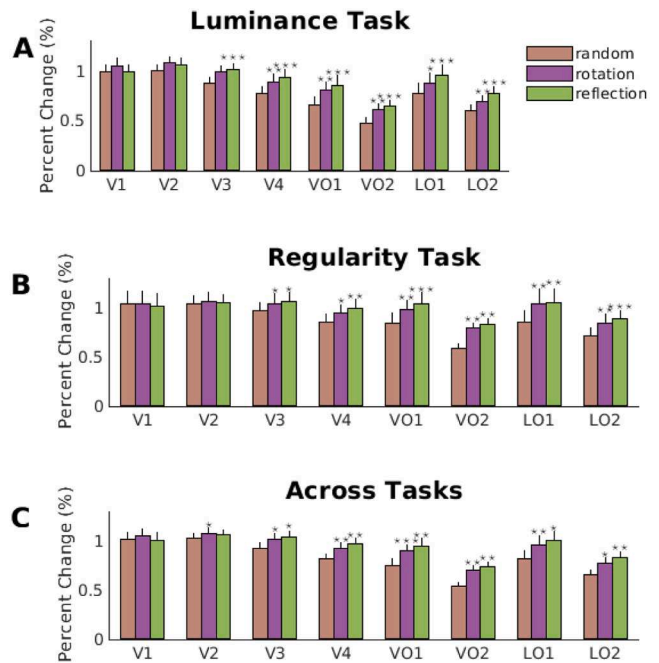 Luminance Task
A
Percent Change (%)
1
0.5
0
V1 V2 V3 V4 VO1 VO2 LO1 LO2
random
rotation
reflection
Regularity Task
B
Percent Change (%)
1
0.5
0
V1 V2 V3 V4 VO1 VO2 LO1 LO2
Across Tasks
C
Percent Change (%)
1
0.5
0
V1 V2 V3 V4 VO1 VO2 LO1 LO2